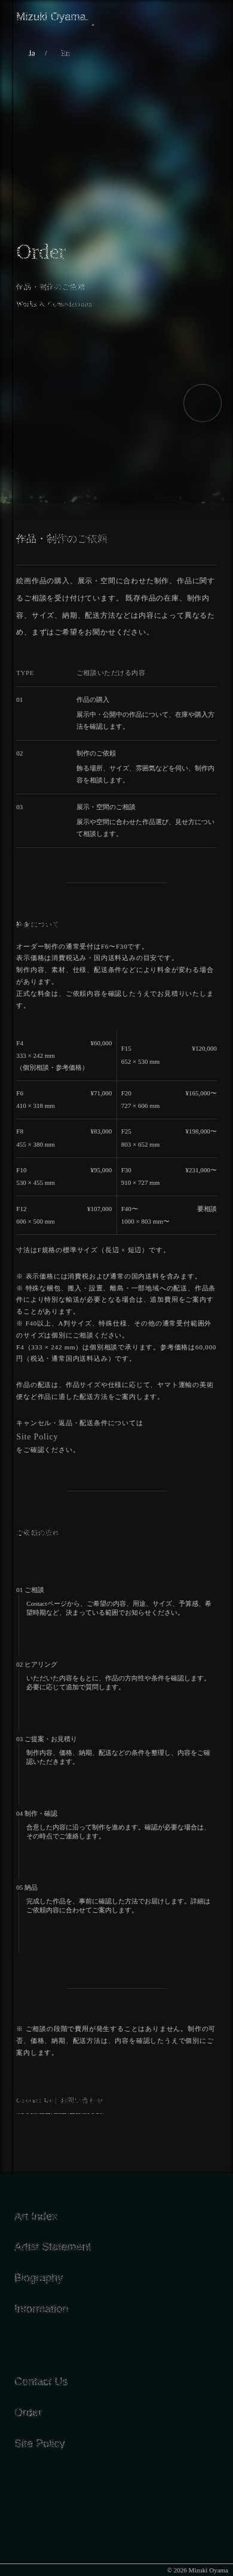 Mizuki Oyama
Ja / En
Order
作品・制作のご依頼
Works & Commissions
作品・制作のご依頼
絵画作品の購入、展示・空間に合わせた制作、作品に関す
るご相談を受け付けています。 既存作品の在庫、制作内
容、サイズ、納期、配送方法などは内容によって異なるた
め、まずはご希望をお聞かせください。
TYPE ご相談いただける内容
01 作品の購入
展示中・公開中の作品について、在庫や購入方
法を確認します。
02 制作のご依頼
飾る場所、サイズ、雰囲気などを伺い、制作内
容を相談します。
03 展示・空間のご相談
展示や空間に合わせた作品選び、見せ方につい
て相談します。
料金について
オーダー制作の通常受付はF6〜F30です。
表示価格は消費税込み・国内送料込みの目安です。
制作内容、素材、仕様、配送条件などにより料金が変わる場合
があります。
正式な料金は、ご依頼内容を確認したうえでお見積りいたしま
す。
F4 ¥60,000
333 × 242 mm
（個別相談・参考価格）
F15 ¥120,000
652 × 530 mm
F6 ¥71,000
410 × 318 mm
F20 ¥165,000〜
727 × 606 mm
F8 ¥83,000
455 × 380 mm
F25 ¥198,000〜
803 × 652 mm
F10 ¥95,000
530 × 455 mm
F30 ¥231,000〜
910 × 727 mm
F12 ¥107,000
606 × 500 mm
F40〜 要相談
1000 × 803 mm〜
寸法はF規格の標準サイズ（長辺 × 短辺）です。
※ 表示価格には消費税および通常の国内送料を含みます。
※ 特殊な梱包、搬入・設置、離島・一部地域への配送、作品条
件により特別な輸送が必要となる場合は、追加費用をご案内す
ることがあります。
※ F40以上、A判サイズ、特殊仕様、その他の通常受付範囲外
のサイズは個別にご相談ください。
F4（333 × 242 mm）は個別相談で承ります。参考価格は60,000
円（税込・通常国内送料込み）です。
作品の配送は、作品サイズや仕様に応じて、ヤマト運輸の美術
便など作品に適した配送方法をご案内します。
キャンセル・返品・配送条件については
Site Policy
をご確認ください。
ご依頼の流れ
01 ご相談
Contactページから、ご希望の内容、用途、サイズ、予算感、希
望時期など、決まっている範囲でお知らせください。
02 ヒアリング
いただいた内容をもとに、作品の方向性や条件を確認します。
必要に応じて追加で質問します。
03 ご提案・お見積り
制作内容、価格、納期、配送などの条件を整理し、内容をご確
認いただきます。
04 制作・確認
合意した内容に沿って制作を進めます。確認が必要な場合は、
その時点でご連絡します。
05 納品
完成した作品を、事前に確認した方法でお届けします。詳細は
ご依頼内容に合わせてご案内します。
※ ご相談の段階で費用が発生することはありません。制作の可
否、価格、納期、配送方法は、内容を確認したうえで個別にご
案内します。
Contact Us｜お問い合わせ
Art Index
Artist Statement
Biography
Information
Contact Us
Order
Site Policy
© 2026 Mizuki Oyama